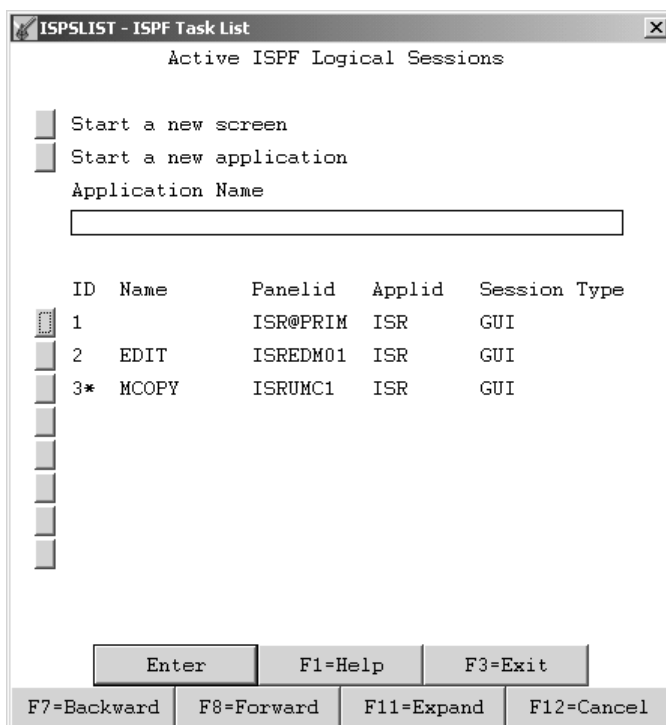 ISPSLIST - ISPF Task List
Active ISPF Logical Sessions
Start a new screen
Start a new application
Application Name
ID Name Panelid Applid Session Type
1 ISR@PRIM ISR GUI
2 EDIT ISREDM01 ISR GUI
3* MCOPY ISRUMC1 ISR GUI
Enter F1=Help F3=Exit
F7=Backward F8=Forward F11=Expand F12=Cancel